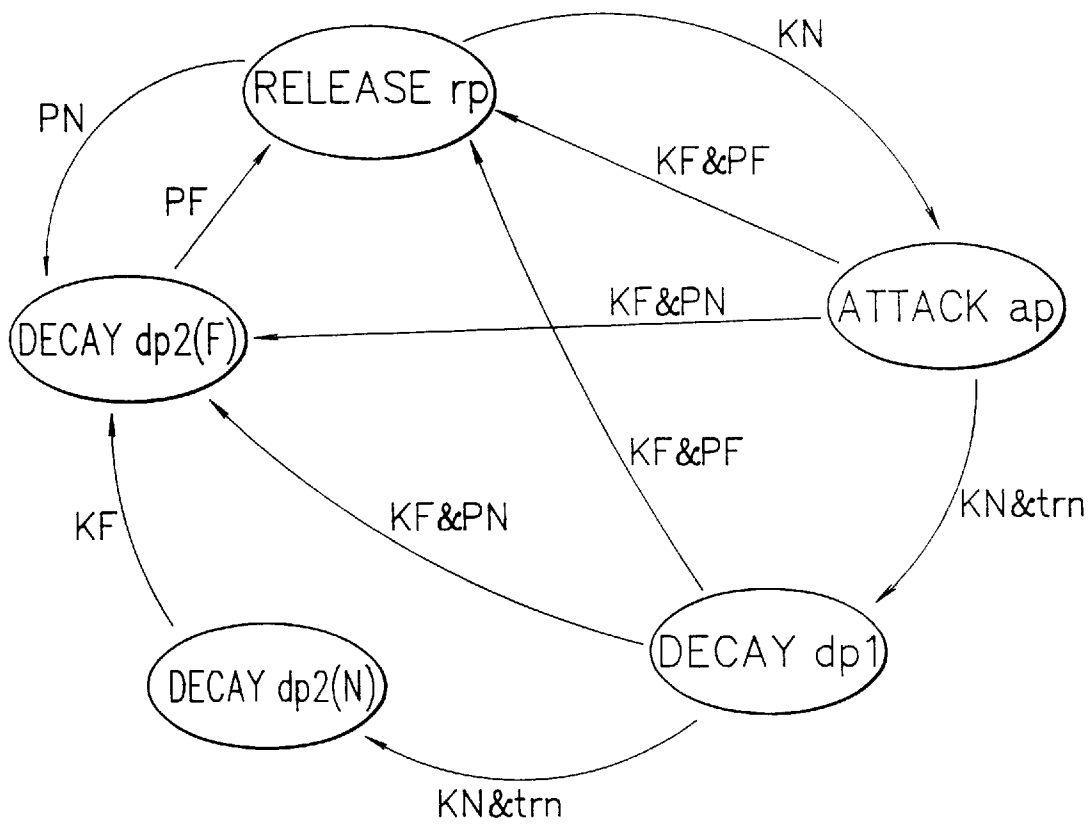 KN
RELEASE rp
PN
KF&PF
PF
ATTACK ap
KF&PN
DECAY dp2(F)
KF&PF
KN&trn
KF&PN
KF
DECAY dp1
DECAY dp2(N)
KN&trn